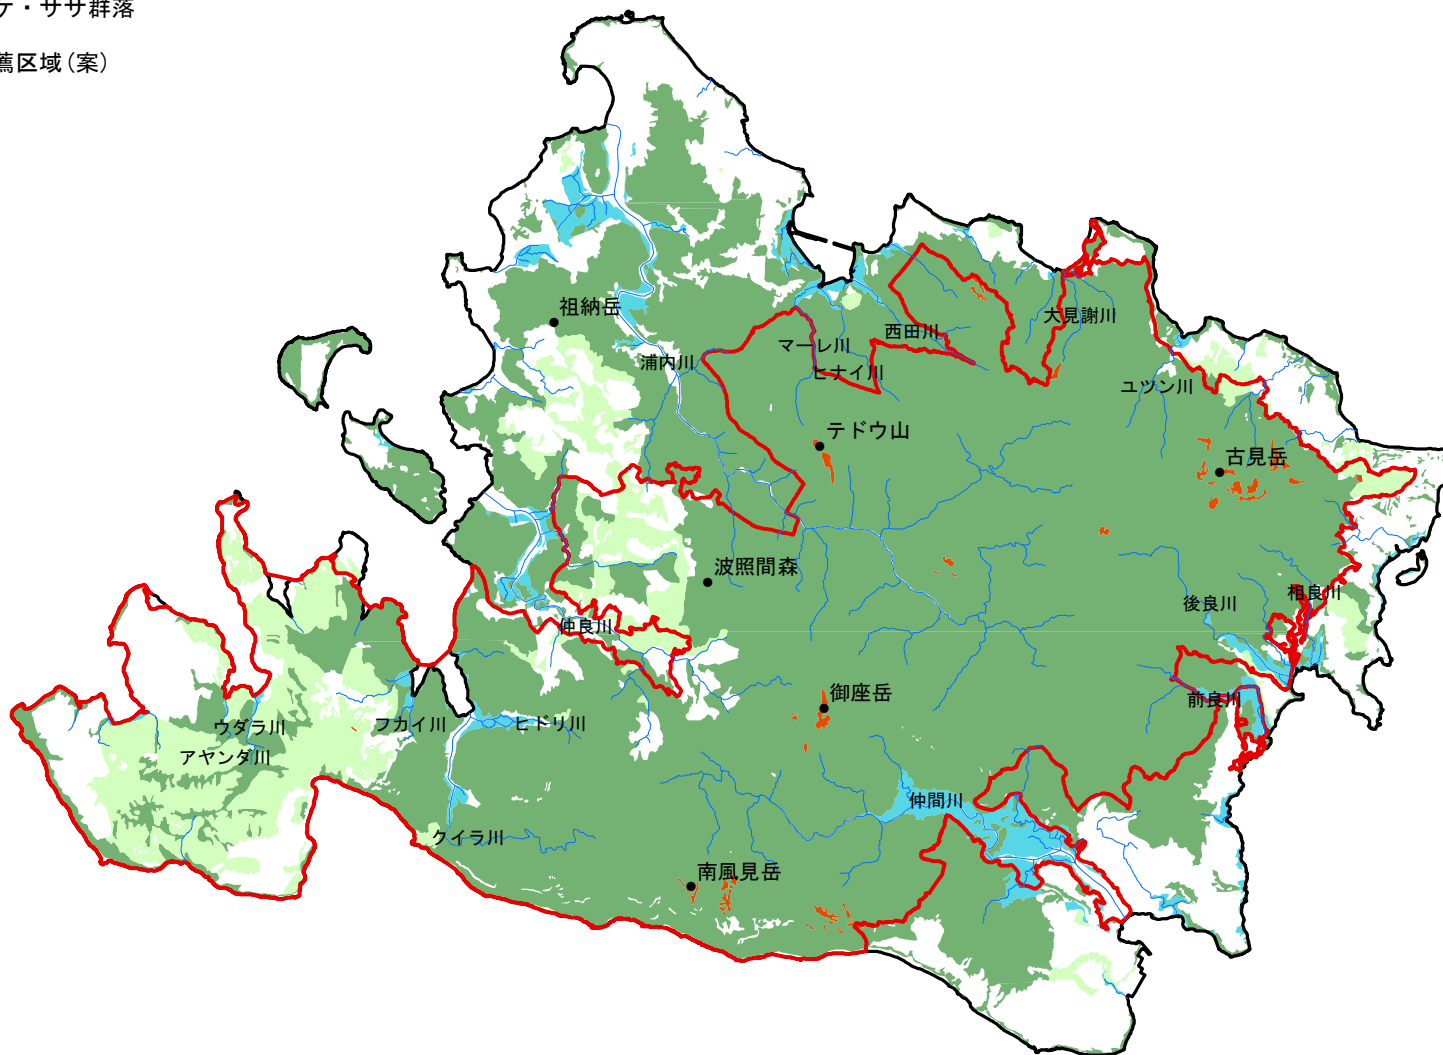 ケ・ササ群落
薦区域(案)
祖納岳
大見謝川
西田川
マーレ川
浦内川
ヒナイ川
ユツン川
テドウ山
古見岳
波照間森
相良川
後良川
仲良川
御座岳
前良川
ウダラ川
フカイ川
ヒドリ川
アヤンダ川
仲間川
クイラ川
南風見岳